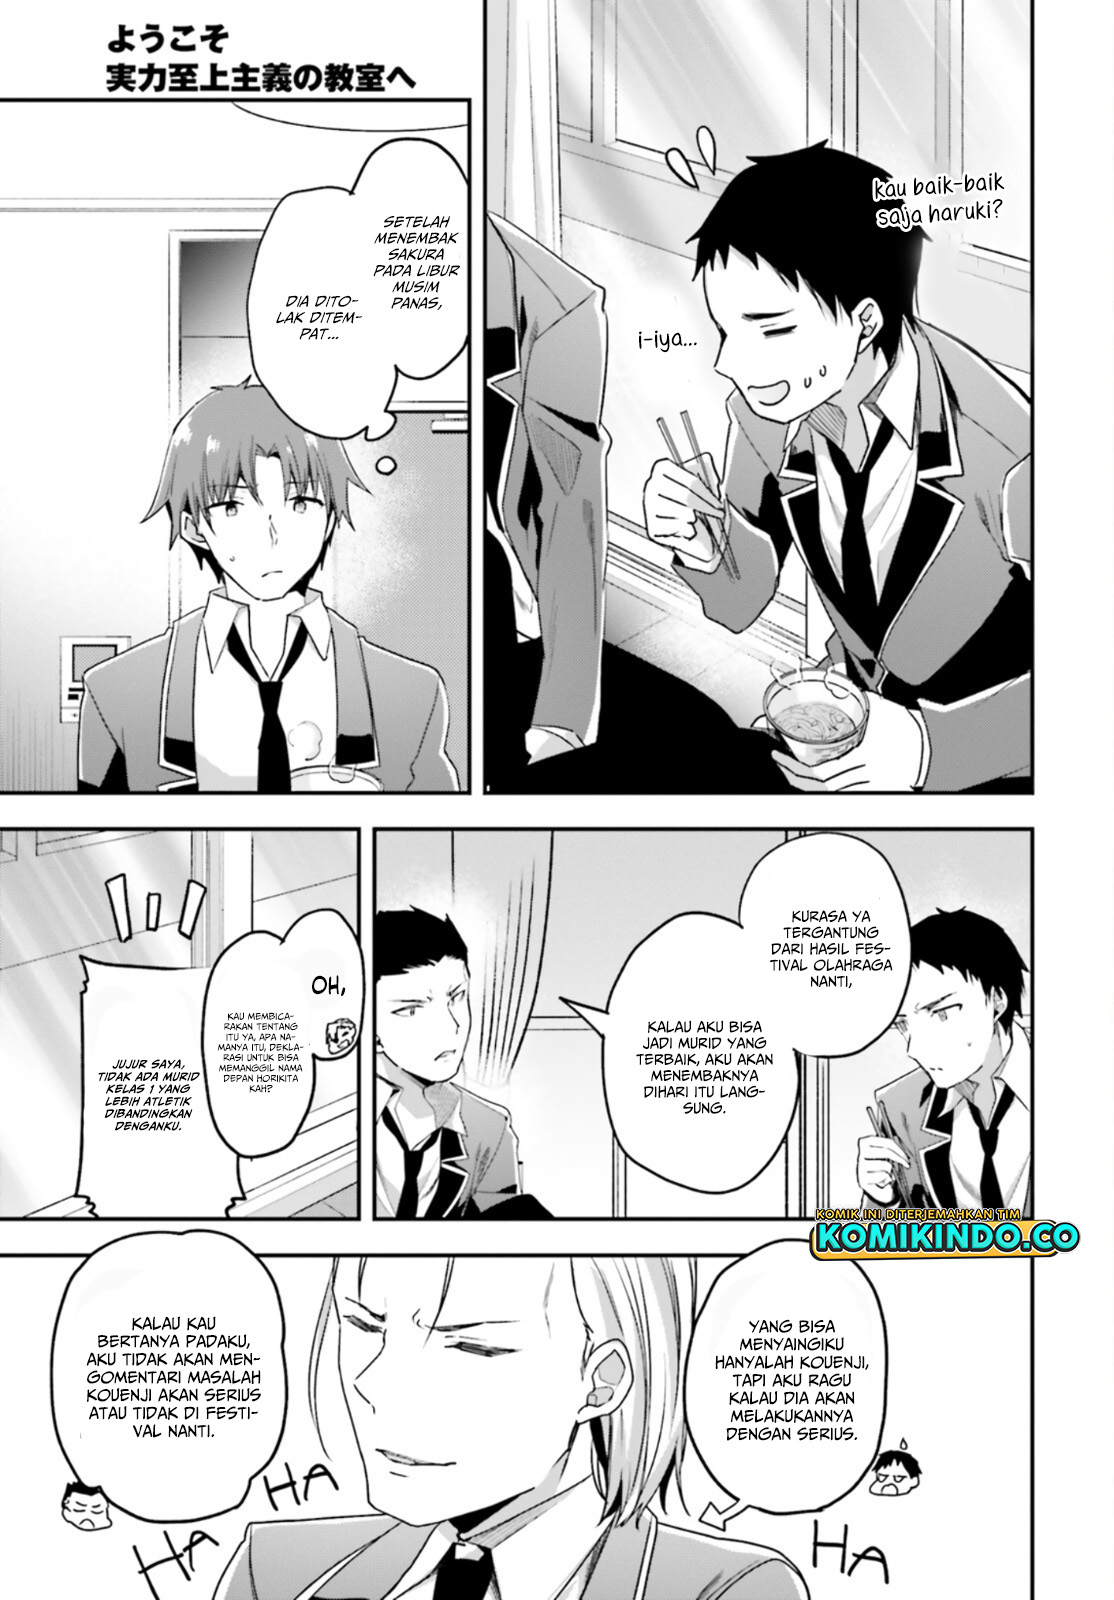 ようこそ
実力至上主義の教室へ
kau baik-baik
saja haruki?
i-iya...
SETELAH
MENEMBAK
SAKURA
PADA LIBUR
MUSIM
PANAS,
DIA DITO-
LAK DITEM-
PAT...
KURASA YA
TERGANTUNG
DARI HASIL FES-
TIVAL OLAHRAGA
NANTI,
KALAU AKU BISA
JADI MURID YANG
TERBAIK, AKU AKAN
MENEMBAKNYA
DIHARI ITU LANG-
SUNG.
OH,
KAU MEMBICA-
RAKAN TENTANG
ITU YA, APA NA-
MANYA ITU, DEKLA-
RASI UNTUK BISA
MEMANGGIL NAMA
DEPAN HORIKITA
KAH?
JUJUR SAYA,
TIDAK ADA MURID
KELAS 1 YANG
LEBIH ATLETIK
DIBANDINGKAN
DENGANKU.
KOMIK INI DITERJEMAHKAN TIM
KOMIKINDO.CO
YANG BISA
MENYAINGIKU
HANYALAH KOUENJI,
TAPI AKU RAGU
KALAU DIA AKAN
MELAKUKANNYA
DENGAN SERIUS.
KALAU KAU
BERTANYA PADAKU,
AKU TIDAK AKAN MEN-
GOMENTARI MASALAH
KOUENJI AKAN SERIUS
ATAU TIDAK DI FESTI-
VAL NANTI.
HA
HA
HA